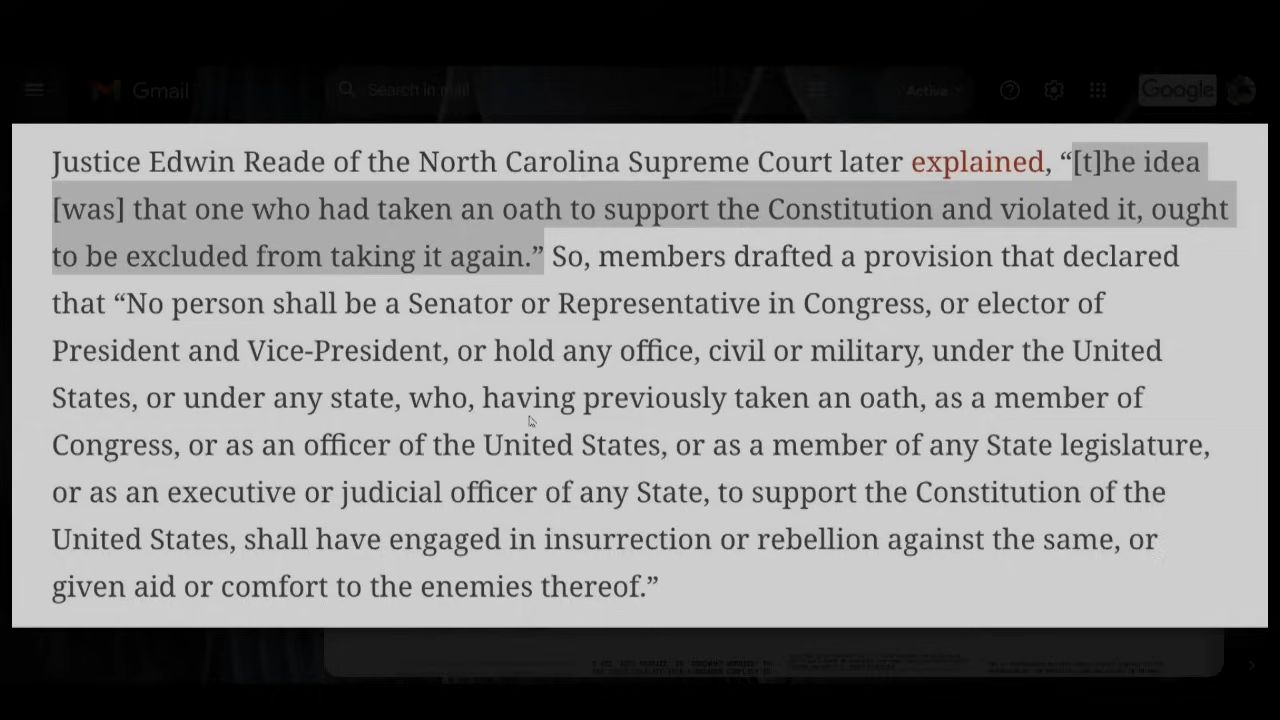 Gmail
Search in mail
Activa
Google
Justice Edwin Reade of the North Carolina Supreme Court later explained, “[t]he idea
[was] that one who had taken an oath to support the Constitution and violated it, ought
to be excluded from taking it again.” So, members drafted a provision that declared
that “No person shall be a Senator or Representative in Congress, or elector of
President and Vice-President, or hold any office, civil or military, under the United
States, or under any state, who, having previously taken an oath, as a member of
Congress, or as an officer of the United States, or as a member of any State legislature,
or as an executive or judicial officer of any State, to support the Constitution of the
United States, shall have engaged in insurrection or rebellion against the same, or
given aid or comfort to the enemies thereof.”